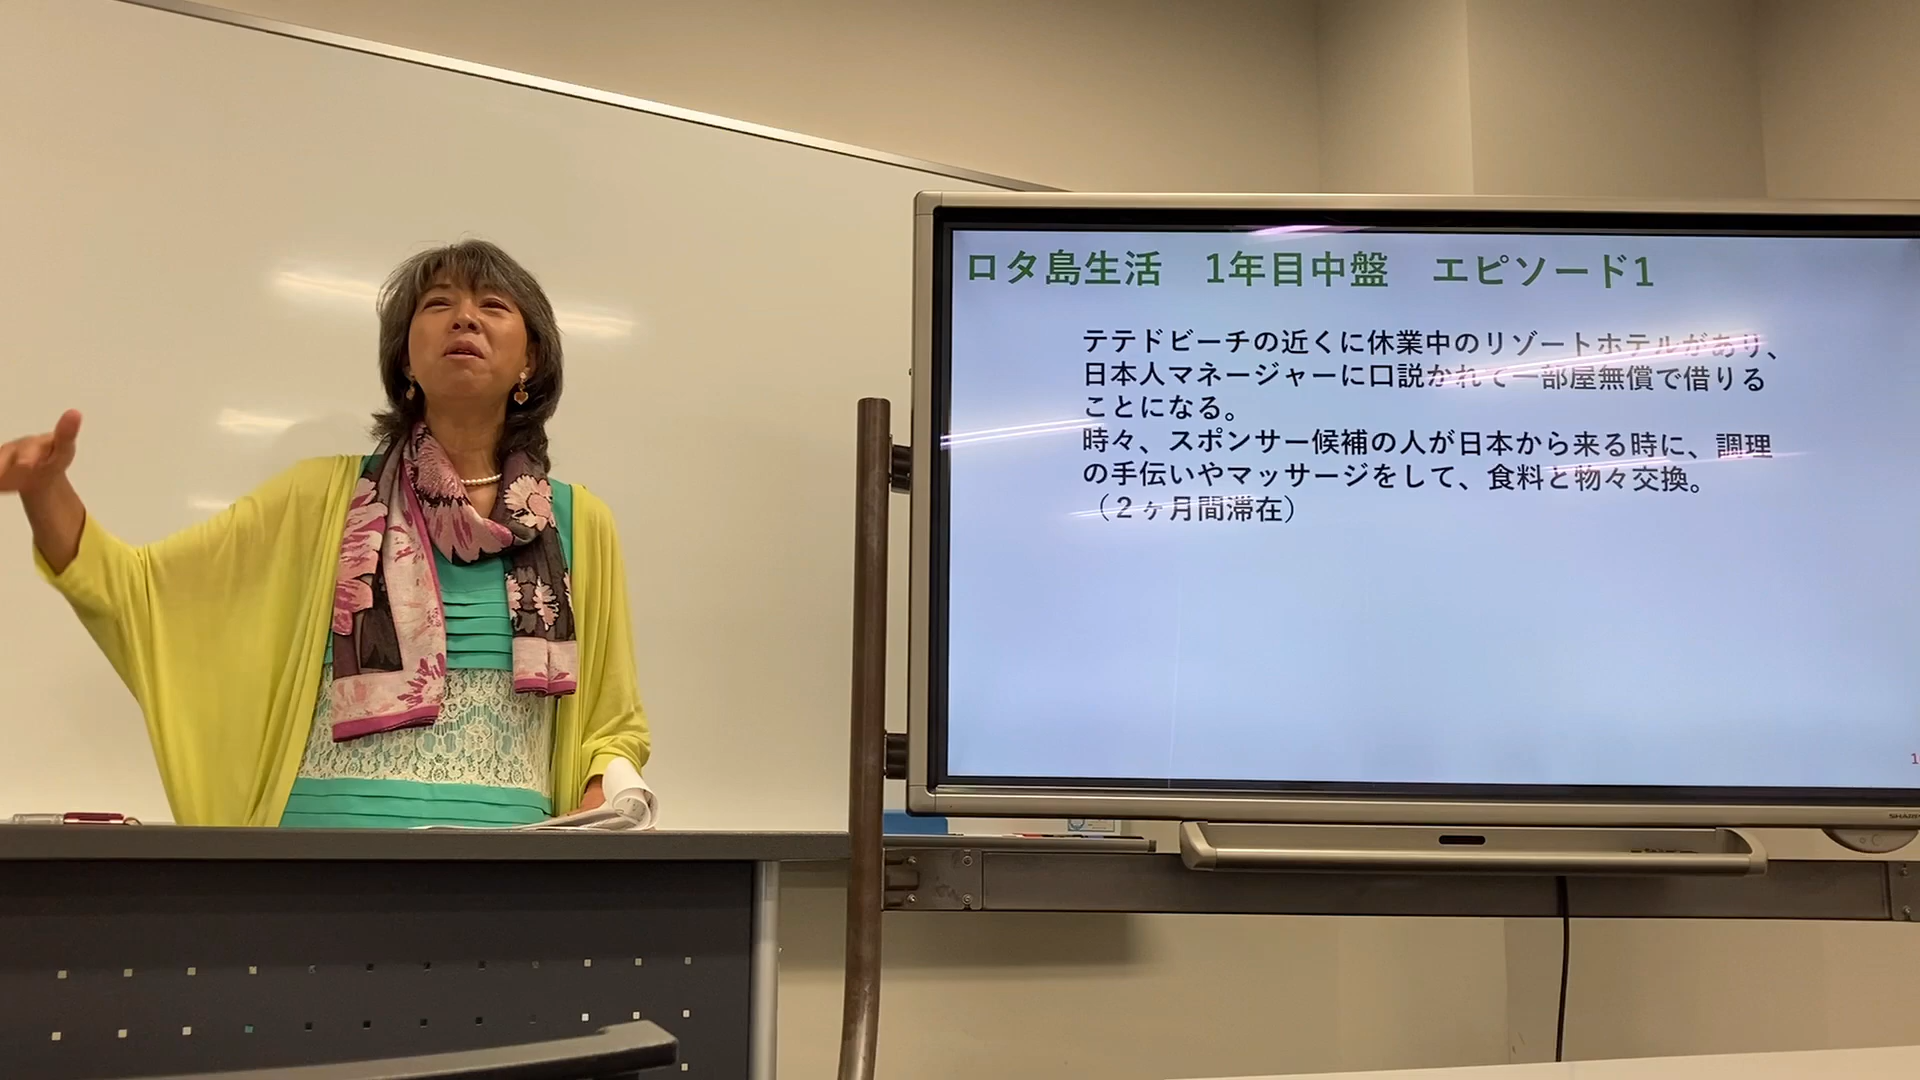 ロタ島生活　1年目中盤　エピソード1
テテドビーチの近くに休業中のリゾートホテルがあり、
日本人マネージャーに口説かれて一部屋無償で借りる
ことになる。
時々、スポンサー候補の人が日本から来る時に、調理
の手伝いやマッサージをして、食料と物々交換。
（２ヶ月間滞在）
SHARP